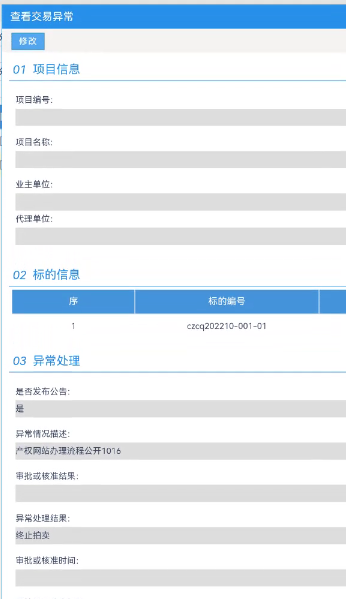 查看交易异常
修改
01 项目信息
项目编号:
项目名称:
业主单位:
代理单位:
02 标的信息
序 标的编号
1 czcq202210-001-01
03 异常处理
是否发布公告:
是
异常情况描述:
产权网站办理流程公开1016
审批或核准结果:
异常处理结果:
终止拍卖
审批或核准时间: